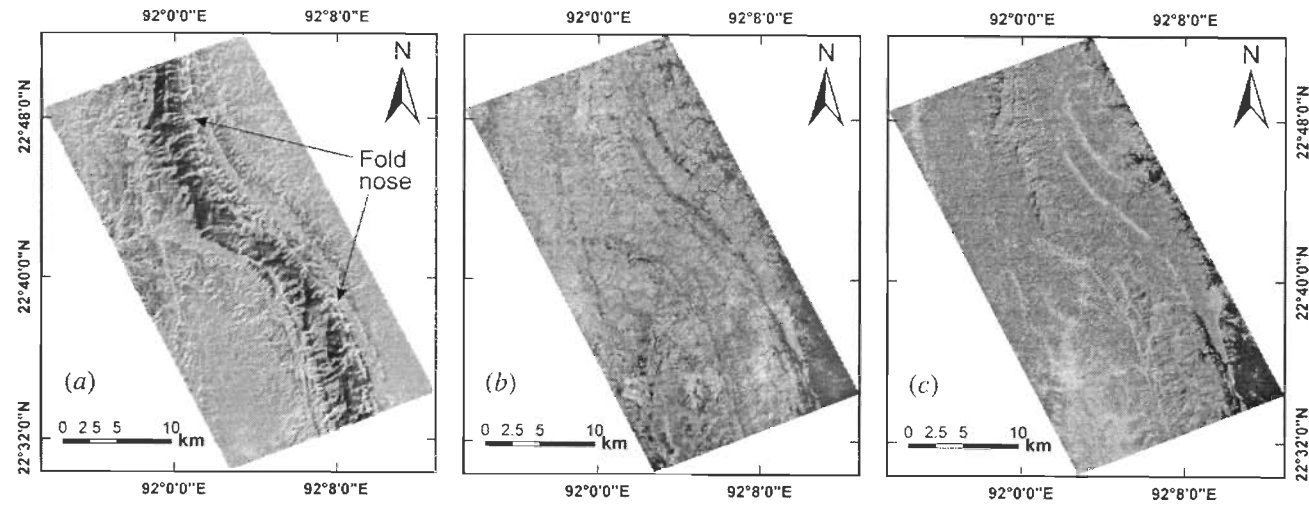 92°0'0"E 92°8'0"E 92°0'0"E 92°8'0"E 92°0'0"E 92°8'0"E
N N N
22°48'0"N 22°48'0"N
Fold
nose
22°40'0"N 22°40'0"N
(a) (b) (c)
0 2.5 5 10 km 0 2.5 5 10 km 0 2.5 5 10 km
22°32'0"N 22°32'0"N
92°0'0"E 92°8'0"E 92°0'0"E 92°8'0"E 92°0'0"E 92°8'0"E